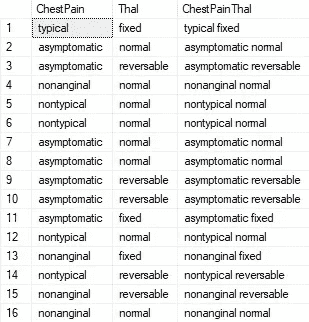 ChestPain Thal ChestPainThal
1 typical fixed typical fixed
2 asymptomatic normal asymptomatic normal
3 asymptomatic reversable asymptomatic reversable
4 nonanginal normal nonanginal normal
5 nontypical normal nontypical normal
6 nontypical normal nontypical normal
7 asymptomatic normal asymptomatic normal
8 asymptomatic normal asymptomatic normal
9 asymptomatic reversable asymptomatic reversable
10 asymptomatic reversable asymptomatic reversable
11 asymptomatic fixed asymptomatic fixed
12 nontypical normal nontypical normal
13 nonanginal fixed nonanginal fixed
14 nontypical reversable nontypical reversable
15 nonanginal reversable nonanginal reversable
16 nonanginal normal nonanginal normal